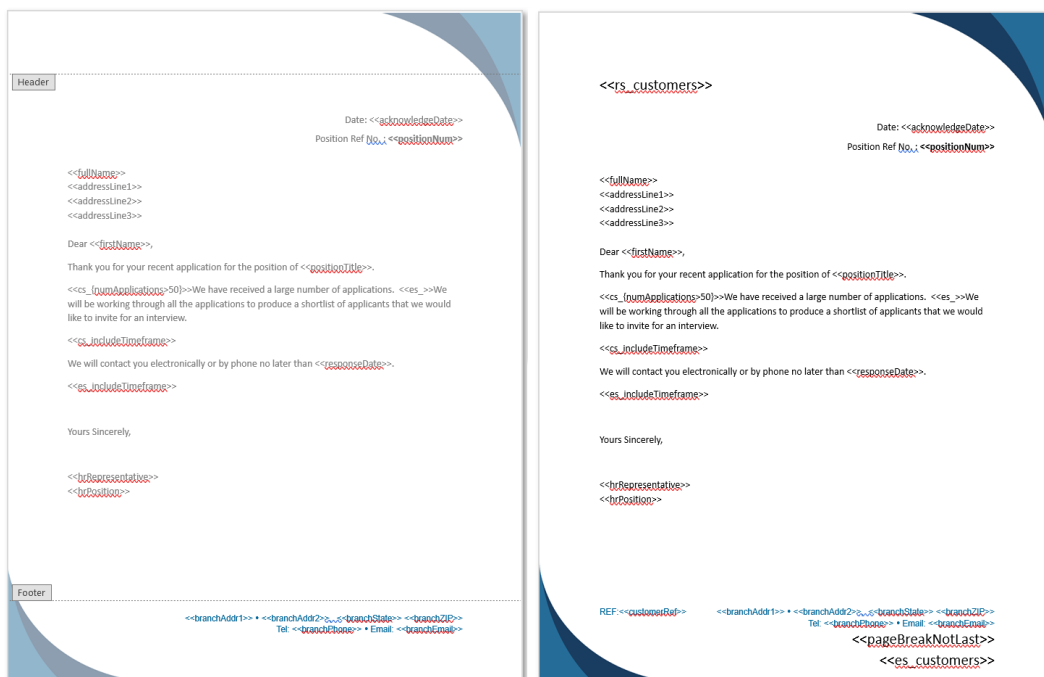 Header
Date: <<acknowledgeDate>>
Position Ref No. : <<positionNum>>
<<fullName>>
<<addressLine1>>
<<addressLine2>>
<<addressLine3>>
Dear <<firstName>>,
Thank you for your recent application for the position of <<positionTitle>>.
<<cs_{numApplications>50}>>We have received a large number of applications.  <<es_>>We
will be working through all the applications to produce a shortlist of applicants that we would
like to invite for an interview.
<<cs_includeTimeframe>>
We will contact you electronically or by phone no later than <<responseDate>>.
<<es_includeTimeframe>>
Yours Sincerely,
<<hrRepresentative>>
<<hrPosition>>
Footer
<<branchAddr1>> • <<branchAddr2>>, <<branchState>> <<branchZIP>>
Tel: <<branchPhone>> • Email: <<branchEmail>>
<<rs_customers>>
Date: <<acknowledgeDate>>
Position Ref No. : <<positionNum>>
<<fullName>>
<<addressLine1>>
<<addressLine2>>
<<addressLine3>>
Dear <<firstName>>,
Thank you for your recent application for the position of <<positionTitle>>.
<<cs_{numApplications>50}>>We have received a large number of applications.  <<es_>>We
will be working through all the applications to produce a shortlist of applicants that we would
like to invite for an interview.
<<cs_includeTimeframe>>
We will contact you electronically or by phone no later than <<responseDate>>.
<<es_includeTimeframe>>
Yours Sincerely,
<<hrRepresentative>>
<<hrPosition>>
REF:<<customerRef>> <<branchAddr1>> • <<branchAddr2>>, <<branchState>> <<branchZIP>>
Tel: <<branchPhone>> • Email: <<branchEmail>>
<<pageBreakNotLast>>
<<es_customers>>